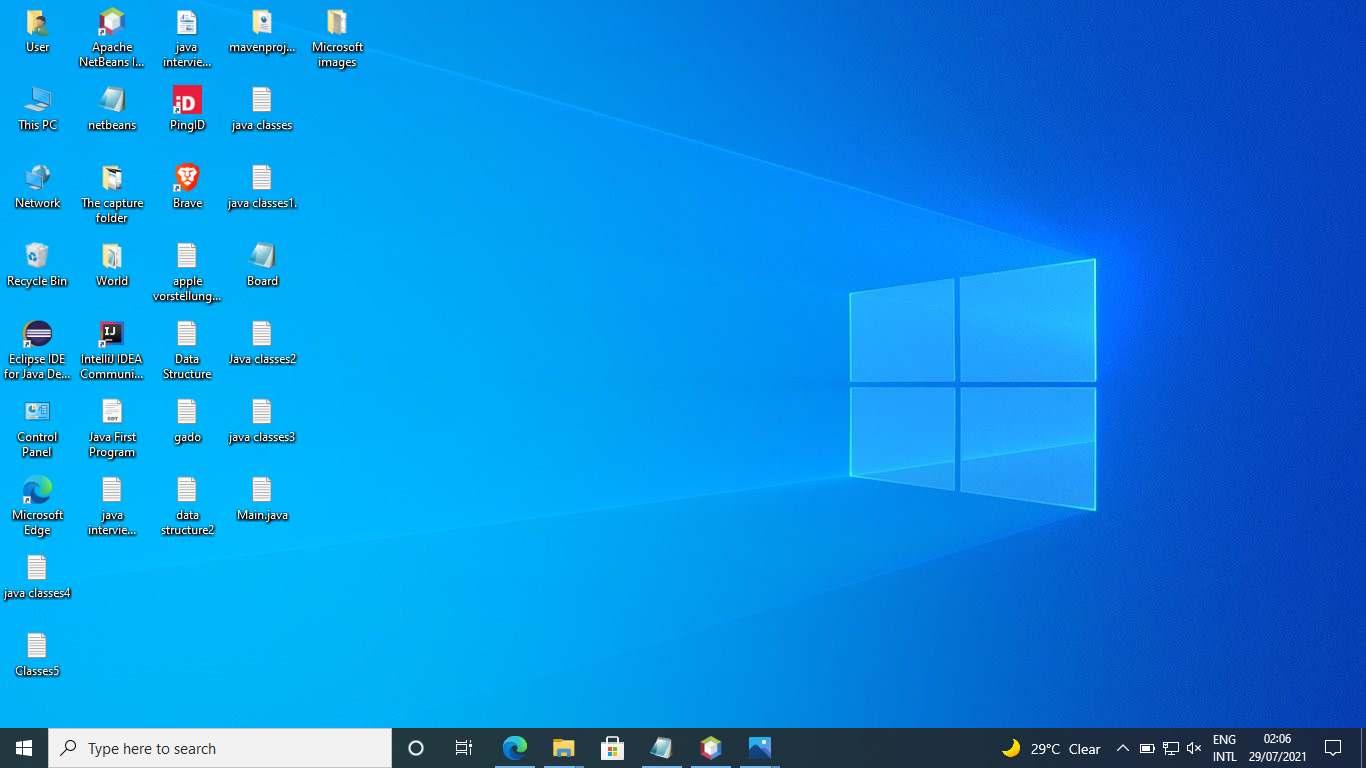 User
Apache
NetBeans I...
java
intervie...
mavenproj...
Microsoft
images
This PC
netbeans
iD
PingID
java classes
Network
The capture
folder
Brave
java classes1.
Recycle Bin
World
apple
vorstellung...
Board
Eclipse IDE
for Java De...
IJ
IntelliJ IDEA
Communi...
Data
Structure
Java classes2
Control
Panel
ODT
Java First
Program
gado
java classes3
Microsoft
Edge
java
intervie...
data
structure2
Main.java
java classes4
Classes5
Type here to search
29°C Clear
ENG
INTL
02:06
29/07/2021